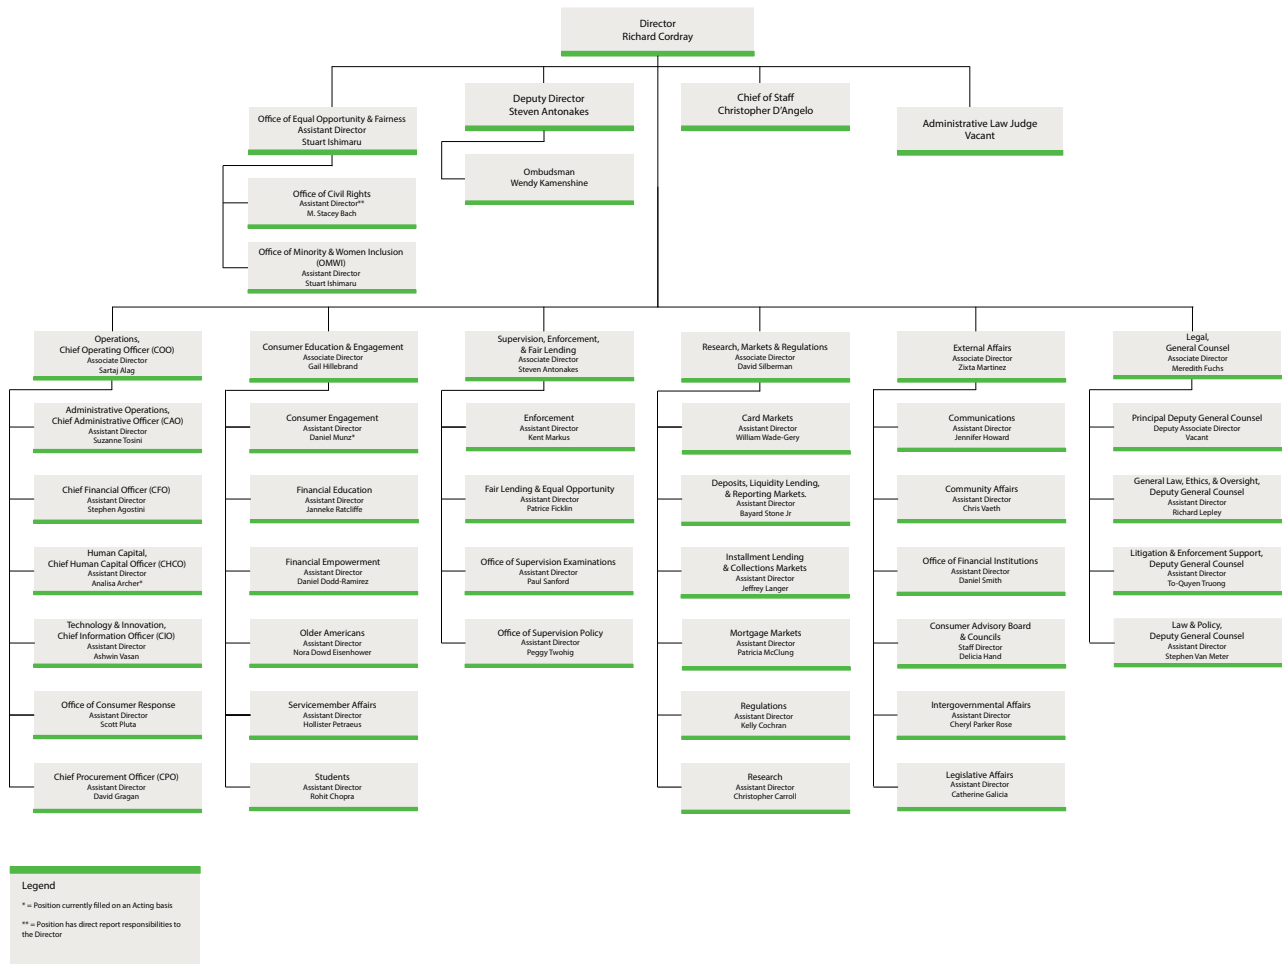 Director
Richard Cordray
Office of Equal Opportunity & Fairness
Assistant Director
Stuart Ishimaru
Deputy Director
Steven Antonakes
Chief of Staff
Christopher D'Angelo
Administrative Law Judge
Vacant
Ombudsman
Wendy Kamenshine
Office of Civil Rights
Assistant Director**
M. Stacey Bach
Office of Minority & Women Inclusion
(OMWI)
Assistant Director
Stuart Ishimaru
Operations,
Chief Operating Officer (COO)
Associate Director
Sartaj Alag
Administrative Operations,
Chief Administrative Officer (CAO)
Assistant Director
Suzanne Tosini
Chief Financial Officer (CFO)
Assistant Director
Stephen Agostini
Human Capital,
Chief Human Capital Officer (CHCO)
Assistant Director
Analisa Archer*
Technology & Innovation,
Chief Information Officer (CIO)
Assistant Director
Ashwin Vasan
Office of Consumer Response
Assistant Director
Scott Pluta
Chief Procurement Officer (CPO)
Assistant Director
David Gragan
Consumer Education & Engagement
Associate Director
Gail Hillebrand
Consumer Engagement
Assistant Director
Daniel Munz*
Financial Education
Assistant Director
Janneke Ratcliffe
Financial Empowerment
Assistant Director
Daniel Dodd-Ramirez
Older Americans
Assistant Director
Nora Dowd Eisenhower
Servicemember Affairs
Assistant Director
Hollister Petraeus
Students
Assistant Director
Rohit Chopra
Supervision, Enforcement,
& Fair Lending
Associate Director
Steven Antonakes
Enforcement
Assistant Director
Kent Markus
Fair Lending & Equal Opportunity
Assistant Director
Patrice Ficklin
Office of Supervision Examinations
Assistant Director
Paul Sanford
Office of Supervision Policy
Assistant Director
Peggy Twohig
Research, Markets & Regulations
Associate Director
David Silberman
Card Markets
Assistant Director
William Wade-Gery
Deposits, Liquidity Lending,
& Reporting Markets.
Assistant Director
Bayard Stone Jr
Installment Lending
& Collections Markets
Assistant Director
Jeffrey Langer
Mortgage Markets
Assistant Director
Patricia McClung
Regulations
Assistant Director
Kelly Cochran
Research
Assistant Director
Christopher Carroll
External Affairs
Associate Director
Zixta Martinez
Communications
Assistant Director
Jennifer Howard
Community Affairs
Assistant Director
Chris Vaeth
Office of Financial Institutions
Assistant Director
Daniel Smith
Consumer Advisory Board
& Councils
Staff Director
Delicia Hand
Intergovernmental Affairs
Assistant Director
Cheryl Parker Rose
Legislative Affairs
Assistant Director
Catherine Galicia
Legal,
General Counsel
Associate Director
Meredith Fuchs
Principal Deputy General Counsel
Deputy Associate Director
Vacant
General Law, Ethics, & Oversight,
Deputy General Counsel
Assistant Director
Richard Lepley
Litigation & Enforcement Support,
Deputy General Counsel
Assistant Director
To-Quyen Truong
Law & Policy,
Deputy General Counsel
Assistant Director
Stephen Van Meter
Legend
* = Position currently filled on an Acting basis
** = Position has direct report responsibilities to
the Director